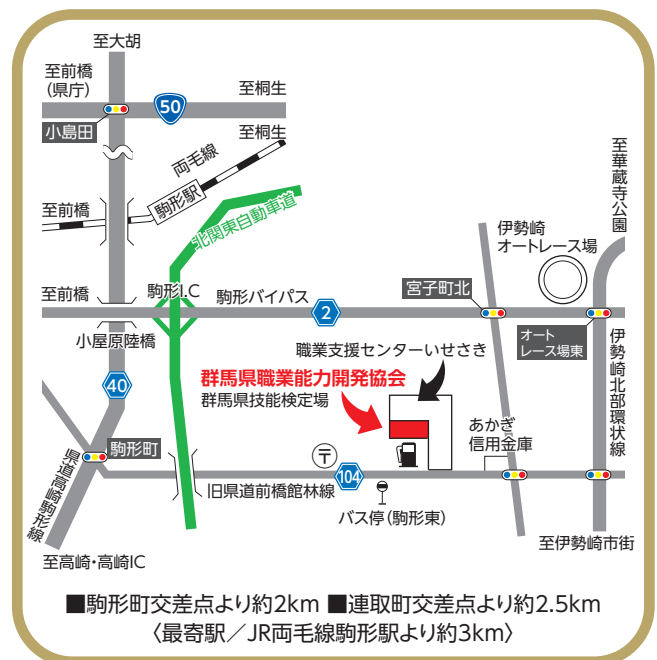 至大胡
至前橋
(県庁)
50
至桐生
小島田
至桐生
両毛線
駒形駅
至前橋
北関東自動車道
至華蔵寺公園
伊勢崎
オートレース場
至前橋
駒形I.C
駒形バイパス
2
宮子町北
小屋原陸橋
オート
レース場東
職業支援センターいせさき
群馬県職業能力開発協会
群馬県技能検定場
伊勢崎北部環状線
40
あかぎ
信用金庫
駒形町
〒
104
県道高崎駒形線
旧県道前橋館林線
バス停(駒形東)
至高崎・高崎IC
至伊勢崎市街
■駒形町交差点より約2km ■連取町交差点より約2.5km
〈最寄駅／JR両毛線駒形駅より約3km〉